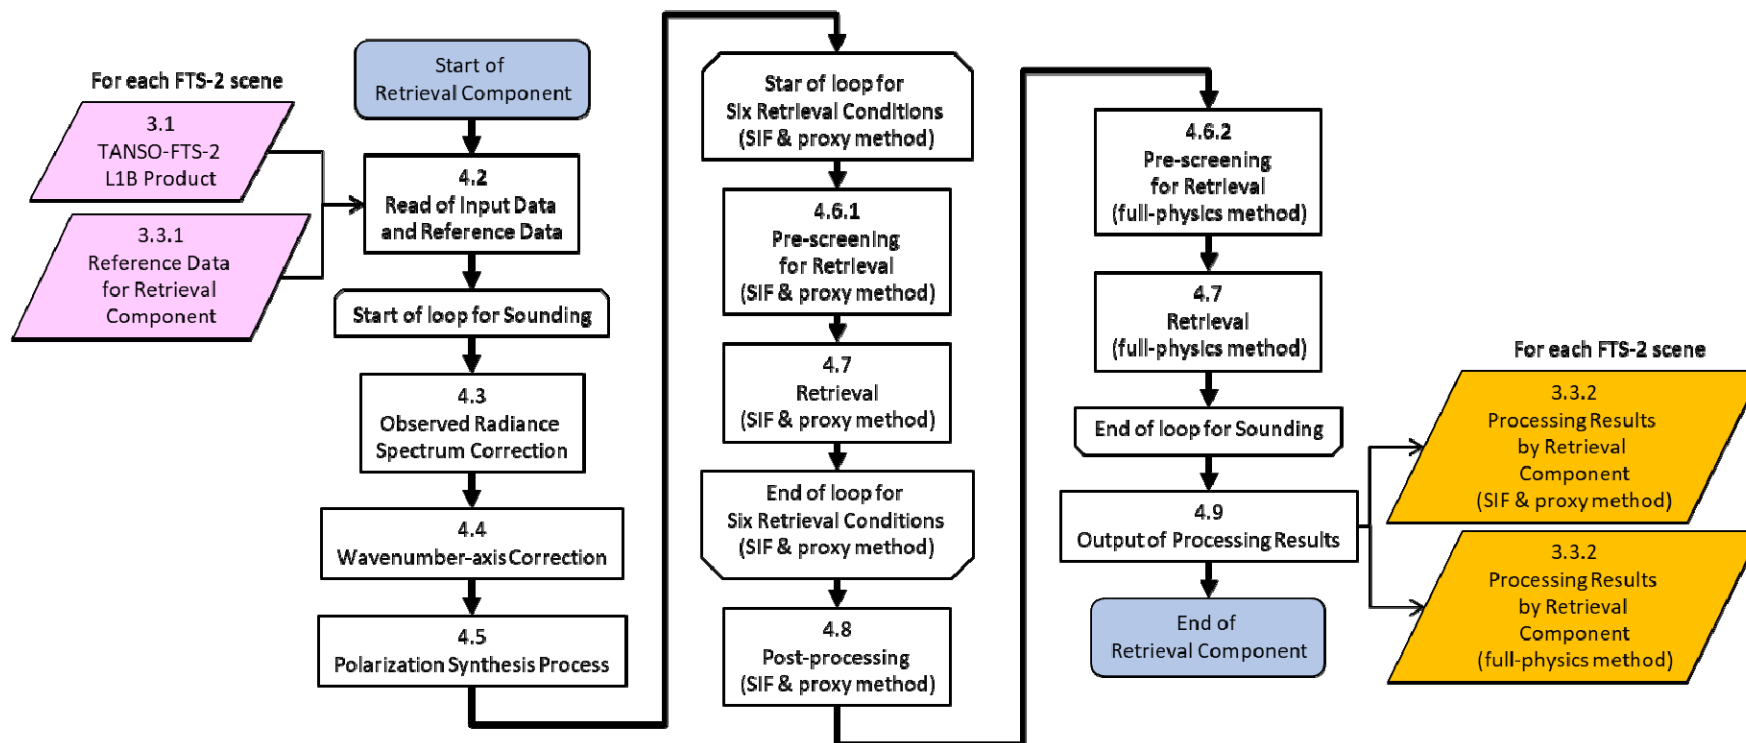 For each FTS-2 scene
3.1
TANSO-FTS-2
L1B Product
3.3.1
Reference Data
for Retrieval
Component
Start of
Retrieval Component
4.2
Read of Input Data
and Reference Data
Start of loop for Sounding
4.3
Observed Radiance
Spectrum Correction
4.4
Wavenumber-axis Correction
4.5
Polarization Synthesis Process
Star of loop for
Six Retrieval Conditions
(SIF & proxy method)
4.6.1
Pre-screening
for Retrieval
(SIF & proxy method)
4.7
Retrieval
(SIF & proxy method)
End of loop for
Six Retrieval Conditions
(SIF & proxy method)
4.8
Post-processing
(SIF & proxy method)
4.6.2
Pre-screening
for Retrieval
(full-physics method)
4.7
Retrieval
(full-physics method)
End of loop for Sounding
4.9
Output of Processing Results
End of
Retrieval Component
For each FTS-2 scene
3.3.2
Processing Results
by Retrieval
Component
(SIF & proxy method)
3.3.2
Processing Results
by Retrieval
Component
(full-physics method)